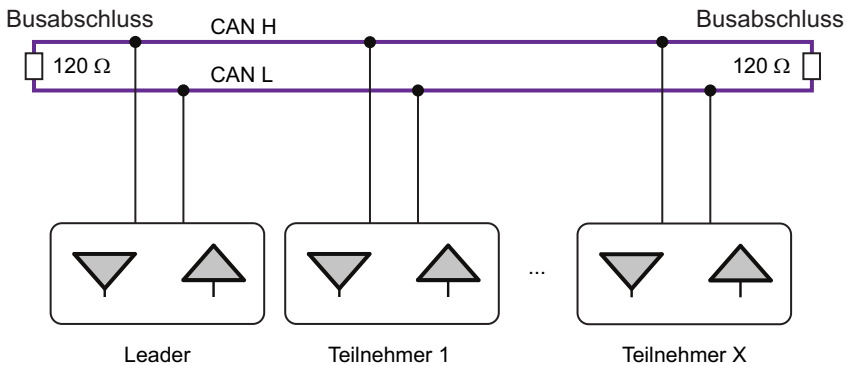 Busabschluss
CAN H
Busabschluss
120 Ω
CAN L
120 Ω
...
Leader
Teilnehmer 1
Teilnehmer X